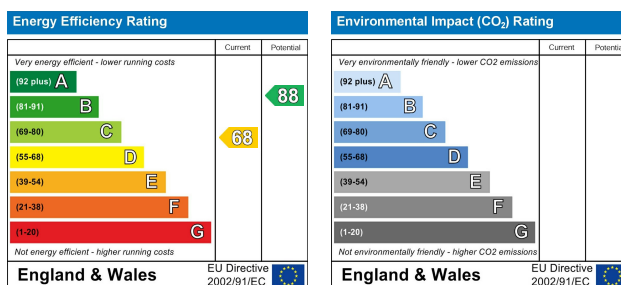 Energy Efficiency Rating
Current Potential
Very energy efficient - lower running costs
(92 plus) A
(81-91) B
88
(69-80) C
68
(55-68) D
(39-54) E
(21-38) F
(1-20) G
Not energy efficient - higher running costs
England & Wales
EU Directive
2002/91/EC
Environmental Impact (CO₂) Rating
Current Potential
Very environmentally friendly - lower CO2 emissions
(92 plus) A
(81-91) B
(69-80) C
(55-68) D
(39-54) E
(21-38) F
(1-20) G
Not environmentally friendly - higher CO2 emissions
England & Wales
EU Directive
2002/91/EC